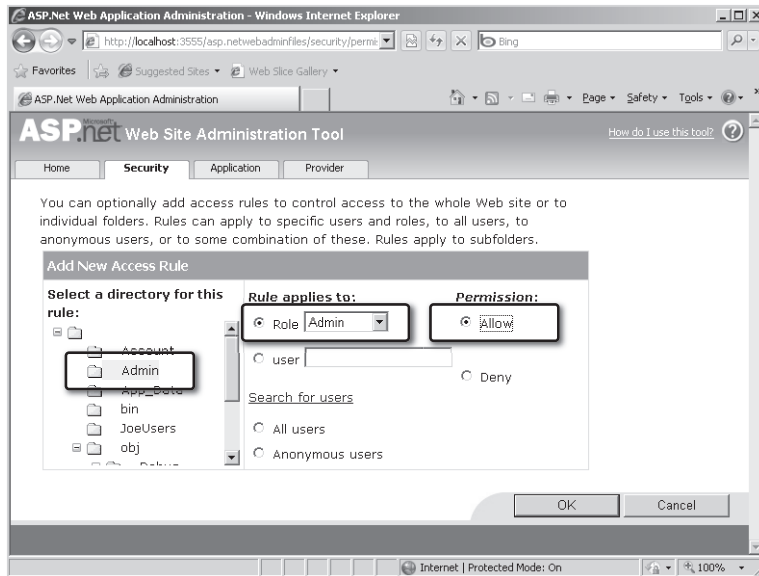 ASP.Net Web Application Administration - Windows Internet Explorer
http://localhost:3555/asp.netwebadminfiles/security/permi
Bing
Favorites Suggested Sites Web Slice Gallery
ASP.Net Web Application Administration
Page Safety Tools
Microsoft
ASP.net Web Site Administration Tool
How do I use this tool? ?
Home Security Application Provider
You can optionally add access rules to control access to the whole Web site or to
individual folders. Rules can apply to specific users and roles, to all users, to
anonymous users, or to some combination of these. Rules apply to subfolders.
Add New Access Rule
Select a directory for this
rule:
Account
Admin
App_Data
bin
JoeUsers
obj
Debug
Rule applies to:
Role Admin
user
Search for users
All users
Anonymous users
Permission:
Allow
Deny
OK Cancel
Internet | Protected Mode: On
100%